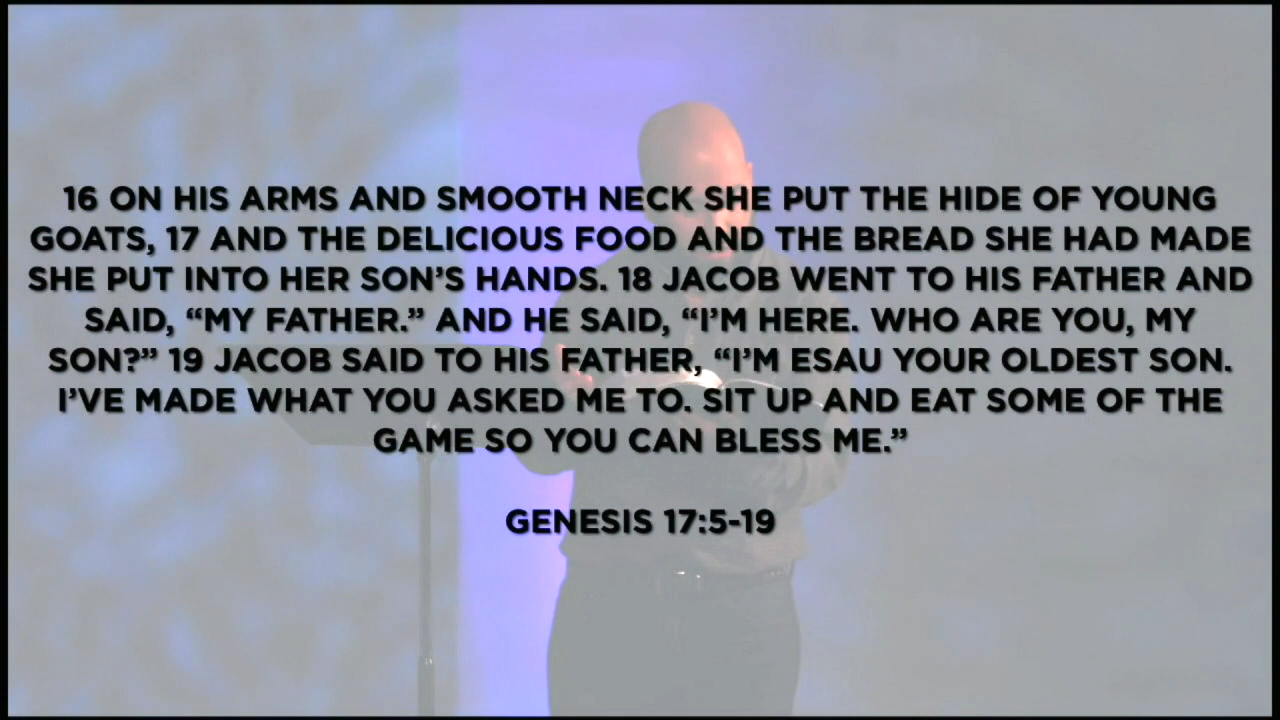 16 ON HIS ARMS AND SMOOTH NECK SHE PUT THE HIDE OF YOUNG
GOATS, 17 AND THE DELICIOUS FOOD AND THE BREAD SHE HAD MADE
SHE PUT INTO HER SON’S HANDS. 18 JACOB WENT TO HIS FATHER AND
SAID, “MY FATHER.” AND HE SAID, “I’M HERE. WHO ARE YOU, MY
SON?” 19 JACOB SAID TO HIS FATHER, “I’M ESAU YOUR OLDEST SON.
I’VE MADE WHAT YOU ASKED ME TO. SIT UP AND EAT SOME OF THE
GAME SO YOU CAN BLESS ME.”
GENESIS 17:5-19